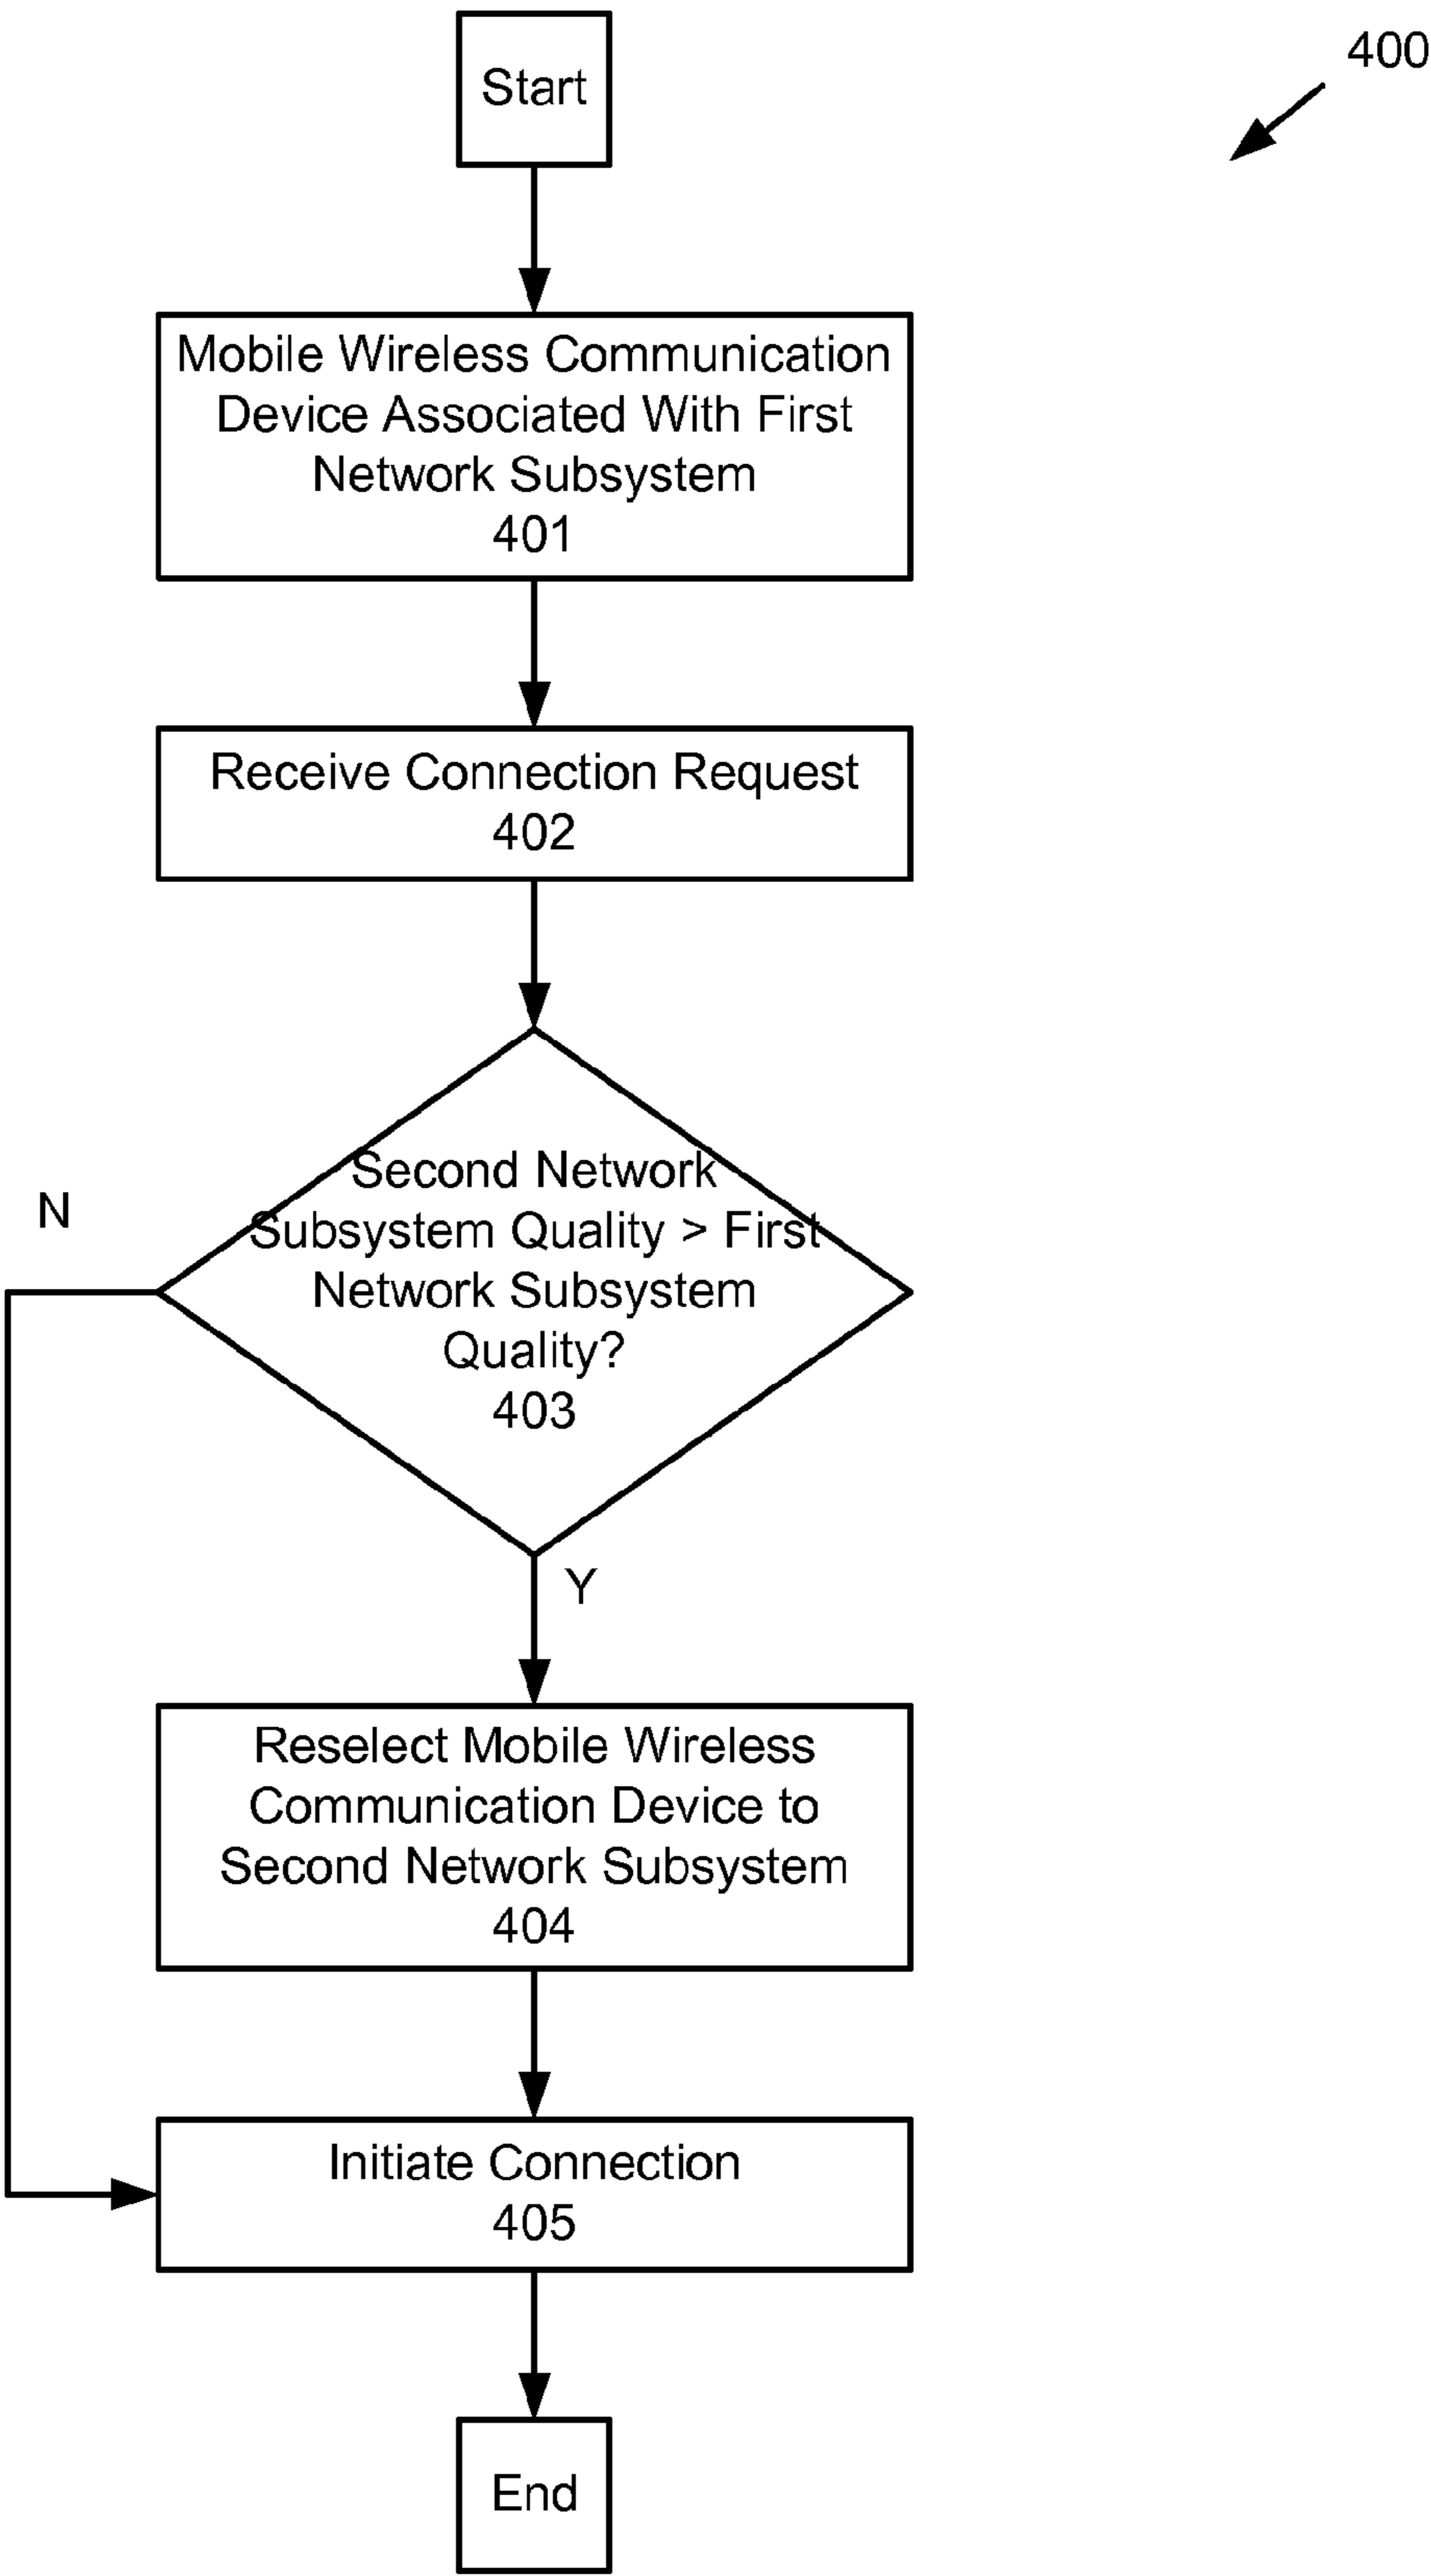 Start
400
Mobile Wireless Communication
Device Associated With First
Network Subsystem
401
Receive Connection Request
402
Second Network
Subsystem Quality > First
Network Subsystem
Quality?
403
N
Y
Reselect Mobile Wireless
Communication Device to
Second Network Subsystem
404
Initiate Connection
405
End